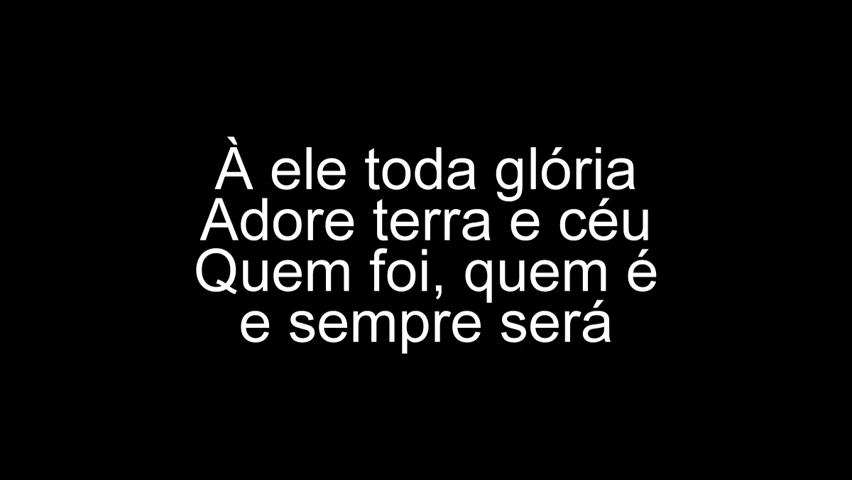 À ele toda glória
Adore terra e céu
Quem foi, quem é
e sempre será